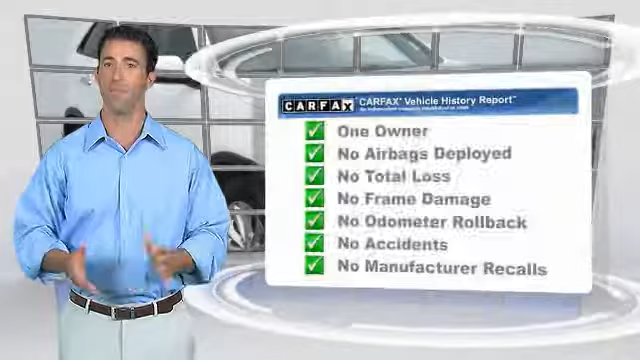 CARFAX CARFAX® Vehicle History Report™
One Owner
No Airbags Deployed
No Total Loss
No Frame Damage
No Odometer Rollback
No Accidents
No Manufacturer Recalls